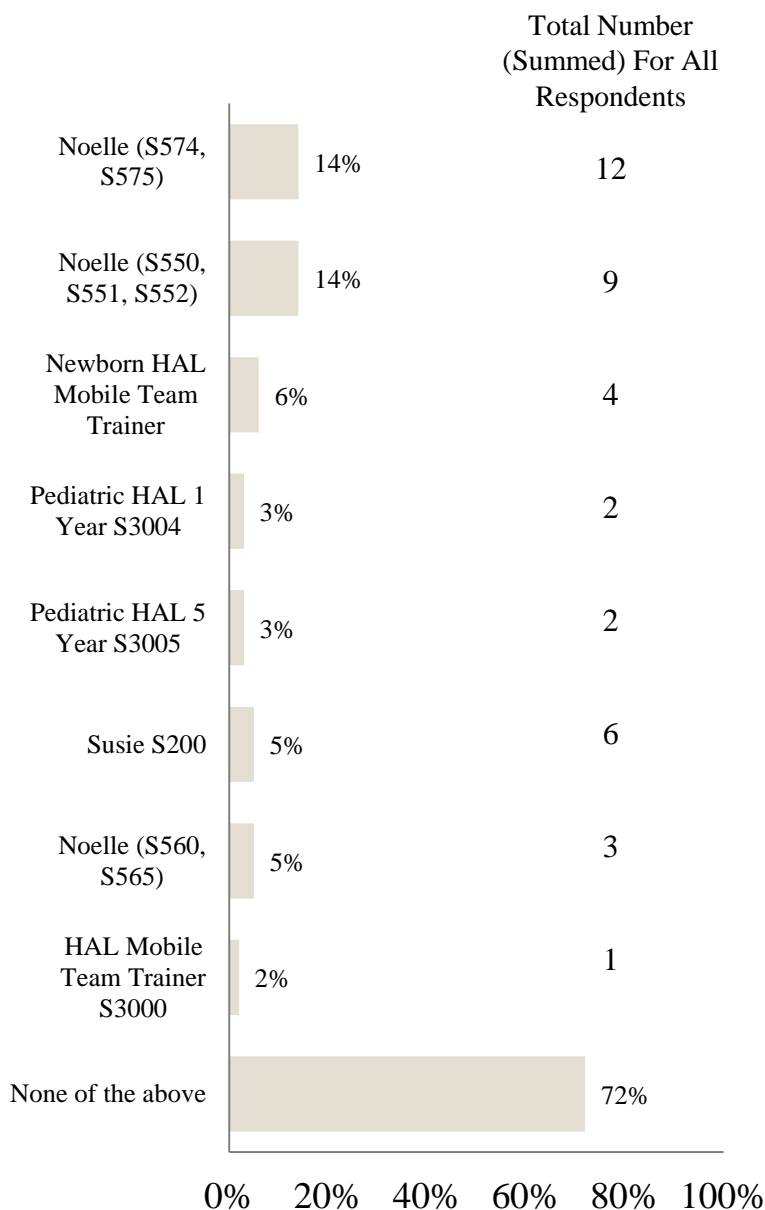 Total Number
(Summed) For All
Respondents
Noelle (S574,
S575)
14%
12
Noelle (S550,
S551, S552)
14%
9
Newborn HAL
Mobile Team
Trainer
6%
4
Pediatric HAL 1
Year S3004
3%
2
Pediatric HAL 5
Year S3005
3%
2
Susie S200
5%
6
Noelle (S560,
S565)
5%
3
HAL Mobile
Team Trainer
S3000
2%
1
None of the above
72%
0% 20% 40% 60% 80% 100%